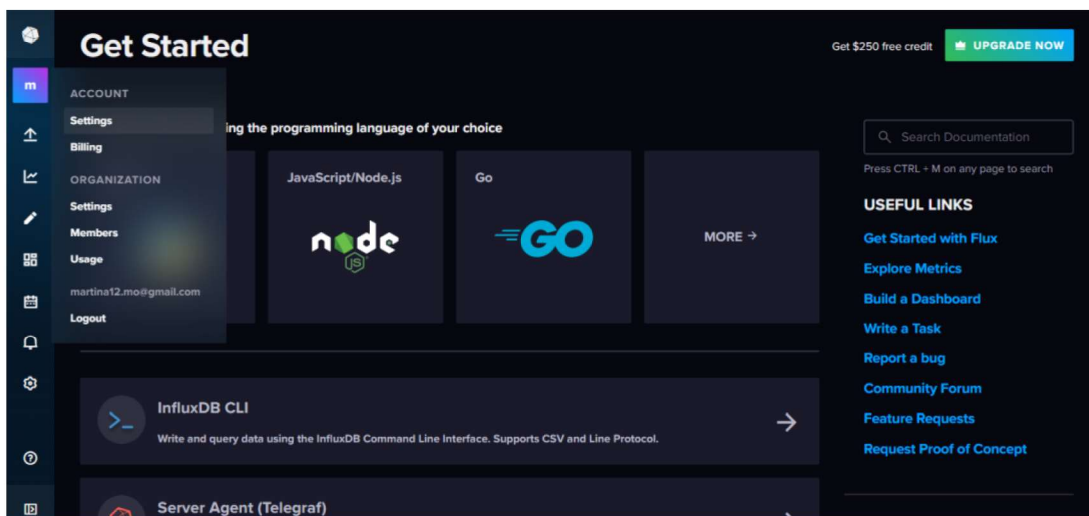 Get Started
Get $250 free credit
UPGRADE NOW
m
ACCOUNT
Settings
Billing
ORGANIZATION
Settings
Members
Usage
martina12.mo@gmail.com
Logout
ing the programming language of your choice
JavaScript/Node.js
node
JS
Go
GO
MORE →
InfluxDB CLI
Write and query data using the InfluxDB Command Line Interface. Supports CSV and Line Protocol.
Server Agent (Telegraf)
Search Documentation
Press CTRL + M on any page to search
USEFUL LINKS
Get Started with Flux
Explore Metrics
Build a Dashboard
Write a Task
Report a bug
Community Forum
Feature Requests
Request Proof of Concept